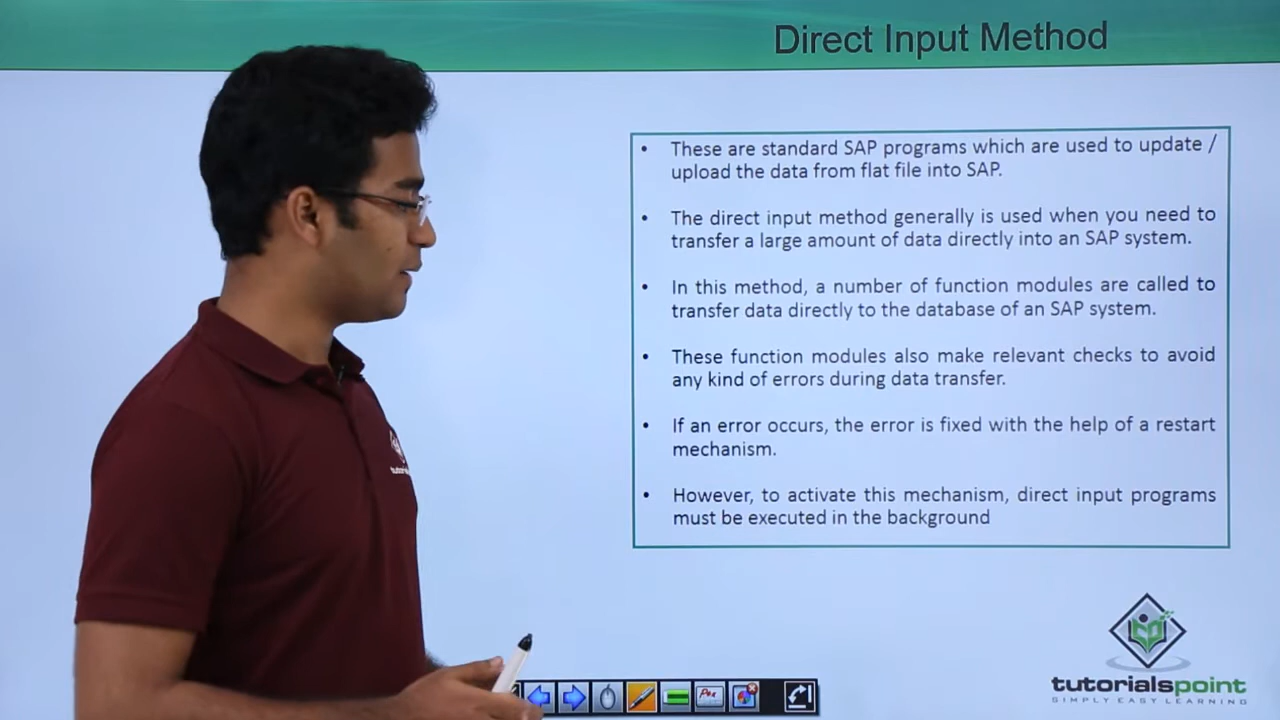 Direct Input Method
• These are standard SAP programs which are used to update /
upload the data from flat file into SAP.
• The direct input method generally is used when you need to
transfer a large amount of data directly into an SAP system.
• In this method, a number of function modules are called to
transfer data directly to the database of an SAP system.
• These function modules also make relevant checks to avoid
any kind of errors during data transfer.
• If an error occurs, the error is fixed with the help of a restart
mechanism.
• However, to activate this mechanism, direct input programs
must be executed in the background
tutorialspoint
SIMPLY EASY LEARNING